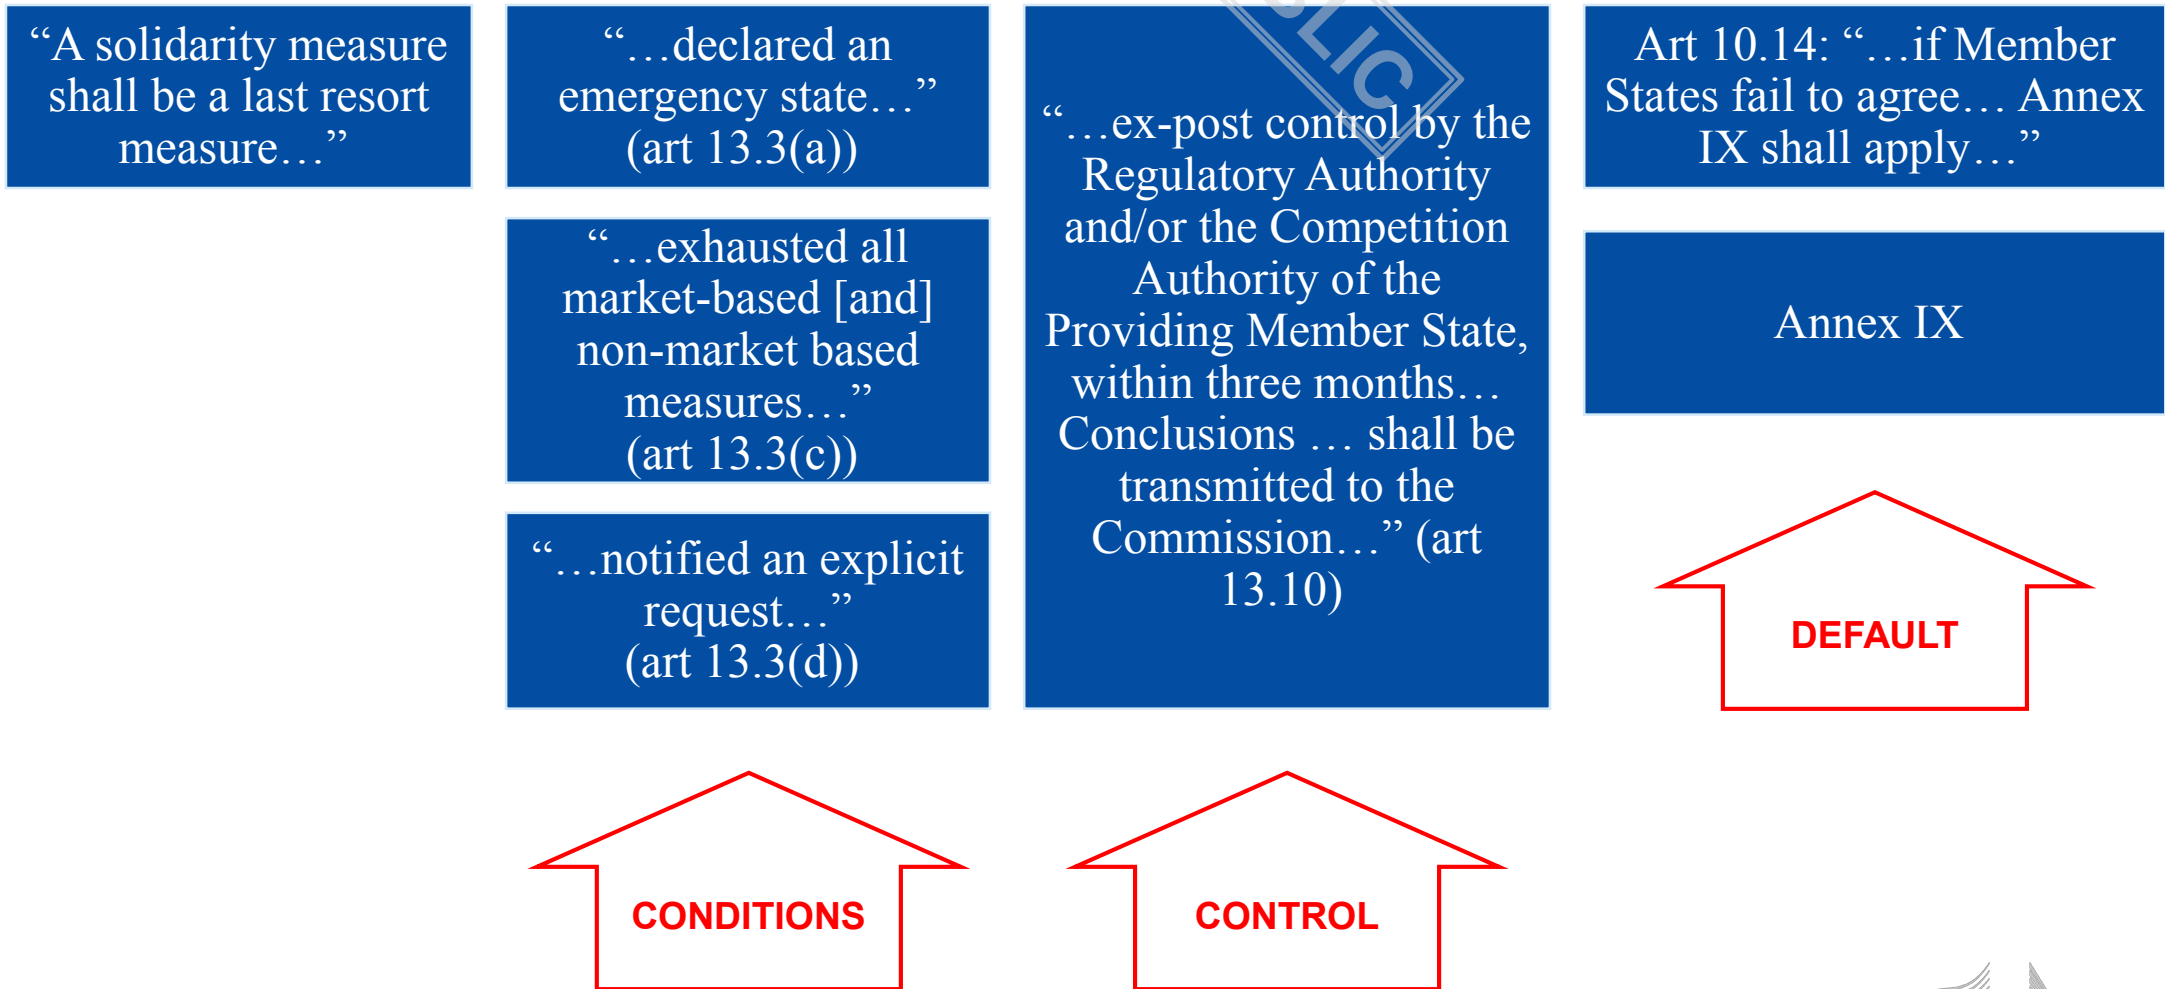 “A solidarity measure
shall be a last resort
measure…”
“…declared an
emergency state…”
(art 13.3(a))
“…exhausted all
market-based [and]
non-market based
measures…”
(art 13.3(c))
“…notified an explicit
request…”
(art 13.3(d))
CONDITIONS
“…ex-post control by the
Regulatory Authority
and/or the Competition
Authority of the
Providing Member State,
within three months…
Conclusions … shall be
transmitted to the
Commission…” (art
13.10)
CONTROL
Art 10.14: “…if Member
States fail to agree… Annex
IX shall apply…”
Annex IX
DEFAULT